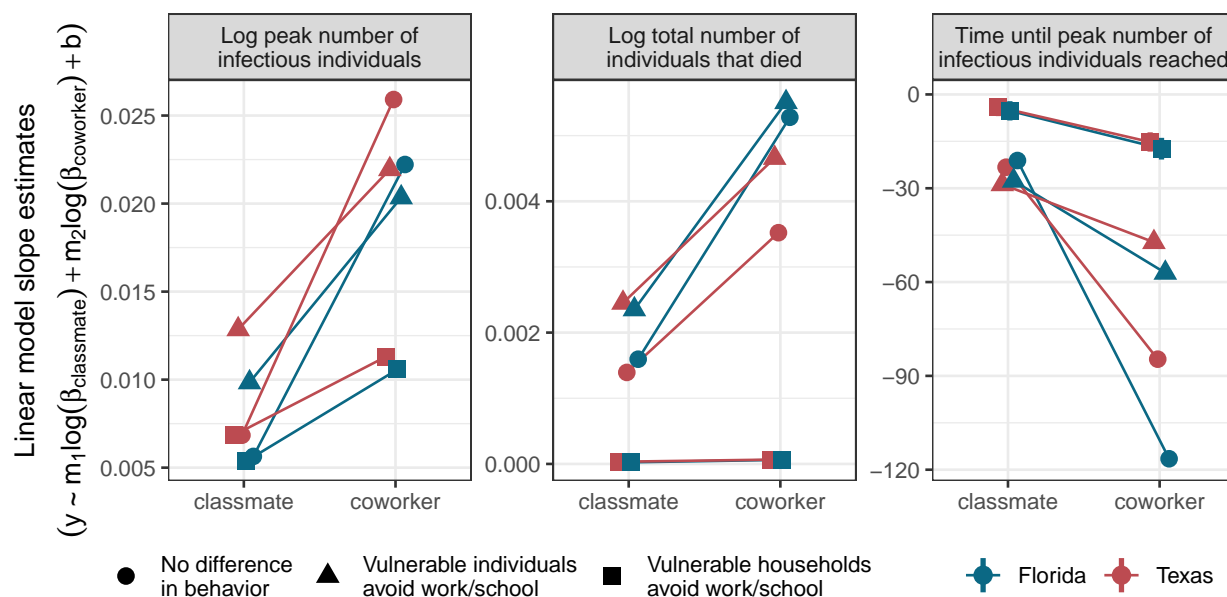 Log peak number of
infectious individuals
Log total number of
individuals that died
Time until peak number of
infectious individuals reached
Linear model slope estimates
(y ~ m₁log(β_classmate) + m₂log(β_coworker) + b)
0.025
0.020
0.015
0.010
0.005
0.004
0.002
0.000
0
−30
−60
−90
−120
classmate
coworker
classmate
coworker
classmate
coworker
No difference
in behavior
Vulnerable individuals
avoid work/school
Vulnerable households
avoid work/school
Florida
Texas